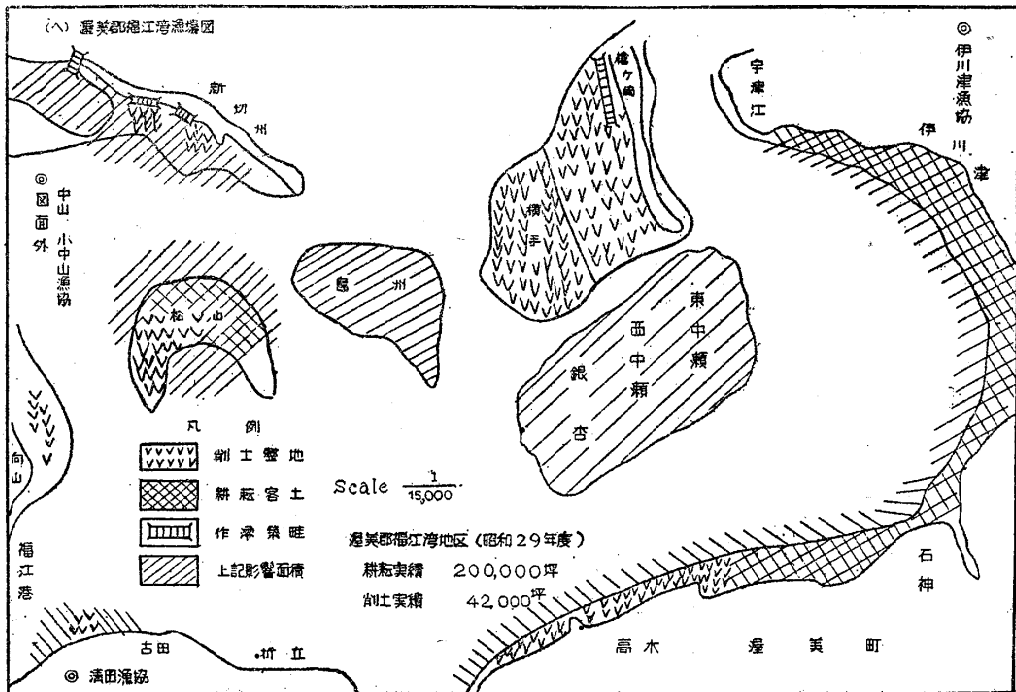 (ヘ) 渥美郡福江湾漁場図
新切州
◎図面外
中山、小中山漁協
松山
島州
横手
宇津江
◎伊川津漁協
伊川津
東中瀬
西中瀬
銀杏
向山
凡例
削土整地
耕耘客土
作澪築畦
上記影響面積
Scale 1/15,000
渥美郡福江湾地区(昭和29年度)
耕耘実績 200,000坪
削土実績 42,000坪
福江港
古田
折立
◎清田漁協
石神
高木
渥美町